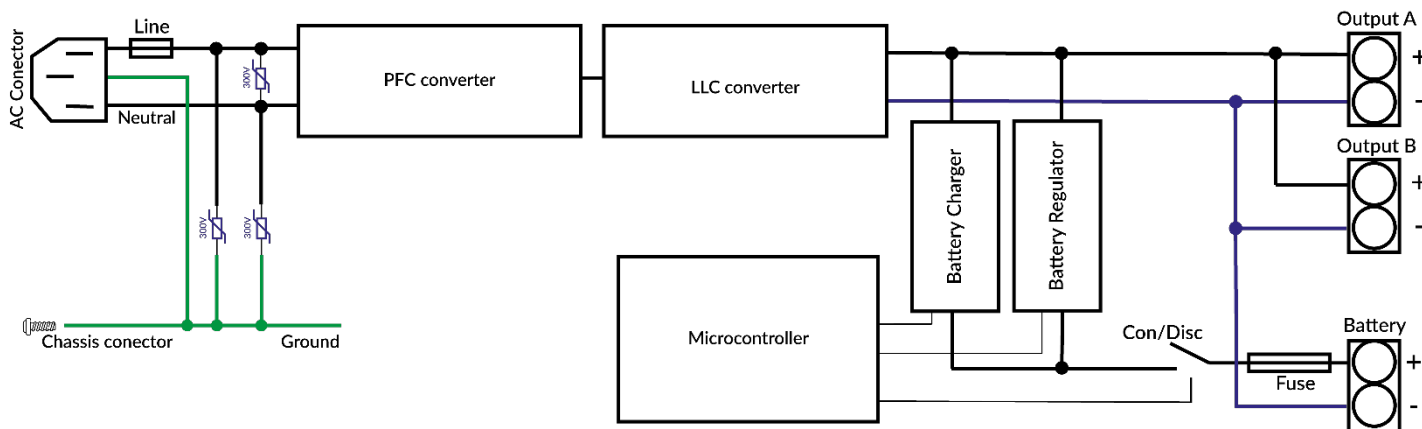 AC Conector
Line
Neutral
300V
300V
300V
Chassis conector
Ground
PFC converter
LLC converter
Battery Charger
Battery Regulator
Microcontroller
Con/Disc
Fuse
Output A
+
-
Output B
+
-
Battery
+
-